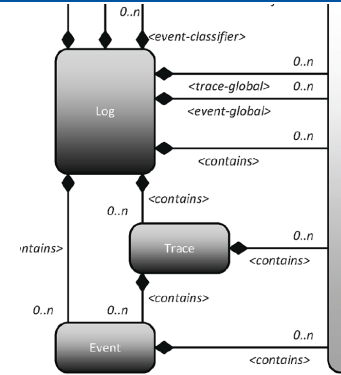 0..n
<event-classifier>
0..n
<trace-global>
0..n
Log
<event-global>
0..n
<contains>
<contains>
0..n
0..n
Trace
ntains>
<contains>
<contains>
0..n
0..n
0..n
Event
<contains>